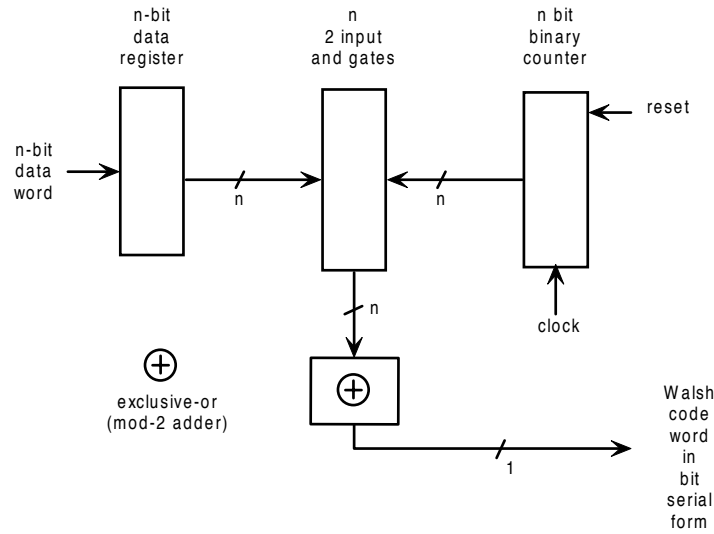 n-bit
data
register
n
2 input
and gates
n bit
binary
counter
reset
n-bit
data
word
n
n
clock
n
exclusive-or
(mod-2 adder)
1
Walsh
code
word
in
bit
serial
form